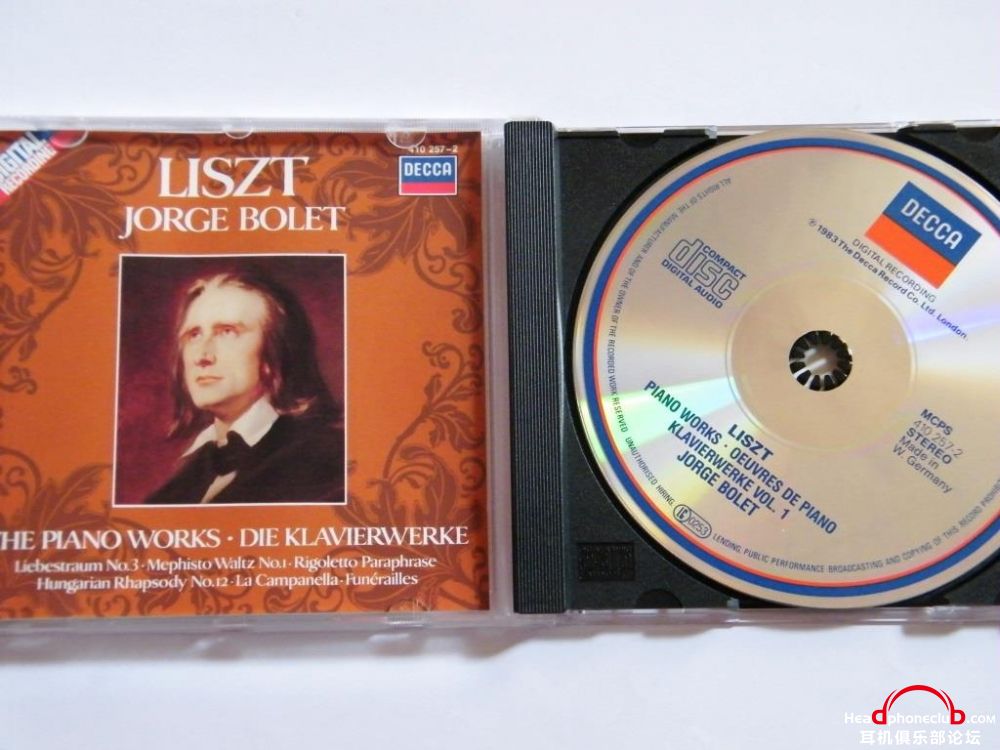 DIGITAL
RECORDING
410 257-2
DECCA
LISZT
JORGE BOLET
THE PIANO WORKS · DIE KLAVIERWERKE
Liebestraum No.3 · Mephisto Waltz No.1 · Rigoletto Paraphrase
Hungarian Rhapsody No.12 · La Campanella · Funérailles
DECCA
DIGITAL RECORDING
℗ 1983 The Decca Record Co. Ltd. London.
COMPACT
disc
DIGITAL AUDIO
MCPS
410 257-2
STEREO
Made in
W. Germany
LISZT
PIANO WORKS · OEUVRES DE PIANO
KLAVIERWERKE VOL. 1
JORGE BOLET
ALL RIGHTS OF THE MANUFACTURER AND OF THE OWNER OF THE RECORDED WORK RESERVED UNAUTHORISED HIRING, LENDING, PUBLIC PERFORMANCE BROADCASTING AND COPYING OF THIS RECORD PROHIBITED
LC 0253
Headphoneclub.com
耳机俱乐部论坛